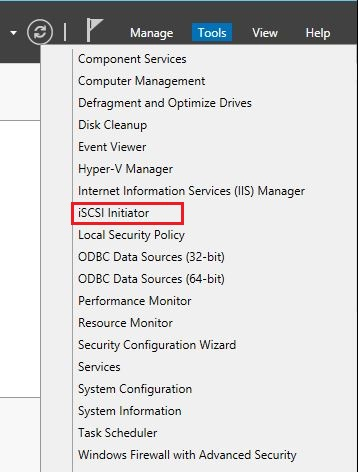 Manage Tools View Help
Component Services
Computer Management
Defragment and Optimize Drives
Disk Cleanup
Event Viewer
Hyper-V Manager
Internet Information Services (IIS) Manager
iSCSI Initiator
Local Security Policy
ODBC Data Sources (32-bit)
ODBC Data Sources (64-bit)
Performance Monitor
Resource Monitor
Security Configuration Wizard
Services
System Configuration
System Information
Task Scheduler
Windows Firewall with Advanced Security